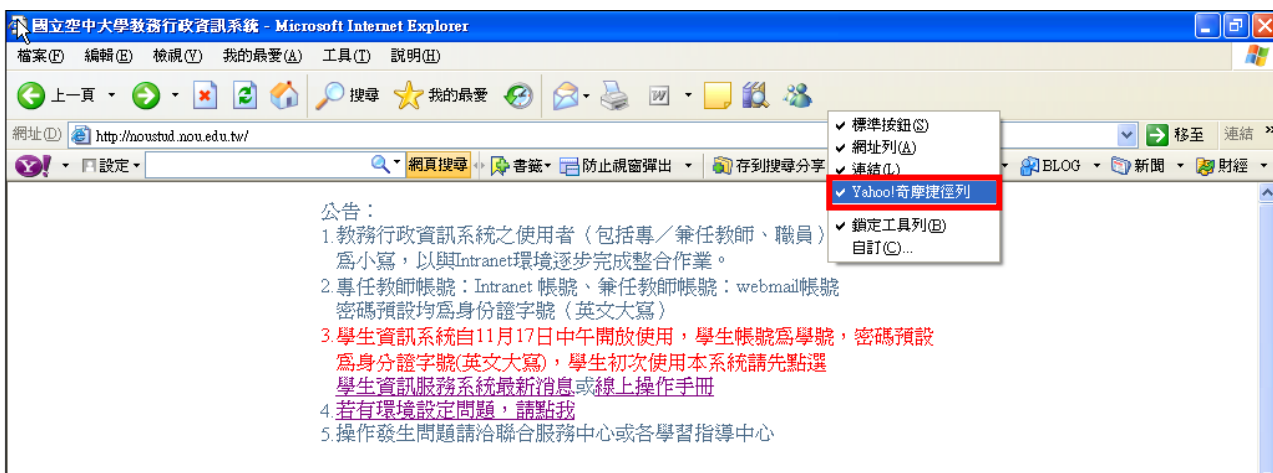 國立空中大學教務行政資訊系統 - Microsoft Internet Explorer
檔案(F) 編輯(E) 檢視(V) 我的最愛(A) 工具(T) 說明(H)
上一頁 搜尋 我的最愛
網址(D) http://noustud.nou.edu.tw/ 移至 連結 »
Y! 設定 網頁搜尋 書籤 防止視窗彈出 存到搜尋分享 BLOG 新聞 財經
✓ 標準按鈕(S)
✓ 網址列(A)
✓ 連結(L)
✓ Yahoo!奇摩捷徑列
✓ 鎖定工具列(B)
自訂(C)...
公告：
1.教務行政資訊系統之使用者（包括專／兼任教師、職員）
為小寫，以與Intranet環境逐步完成整合作業。
2.專任教師帳號：Intranet 帳號、兼任教師帳號：webmail帳號
密碼預設均為身份證字號（英文大寫）
3.學生資訊系統自11月17日中午開放使用，學生帳號為學號，密碼預設
為身分證字號(英文大寫)，學生初次使用本系統請先點選
學生資訊服務系統最新消息或線上操作手冊
4.若有環境設定問題，請點我
5.操作發生問題請洽聯合服務中心或各學習指導中心